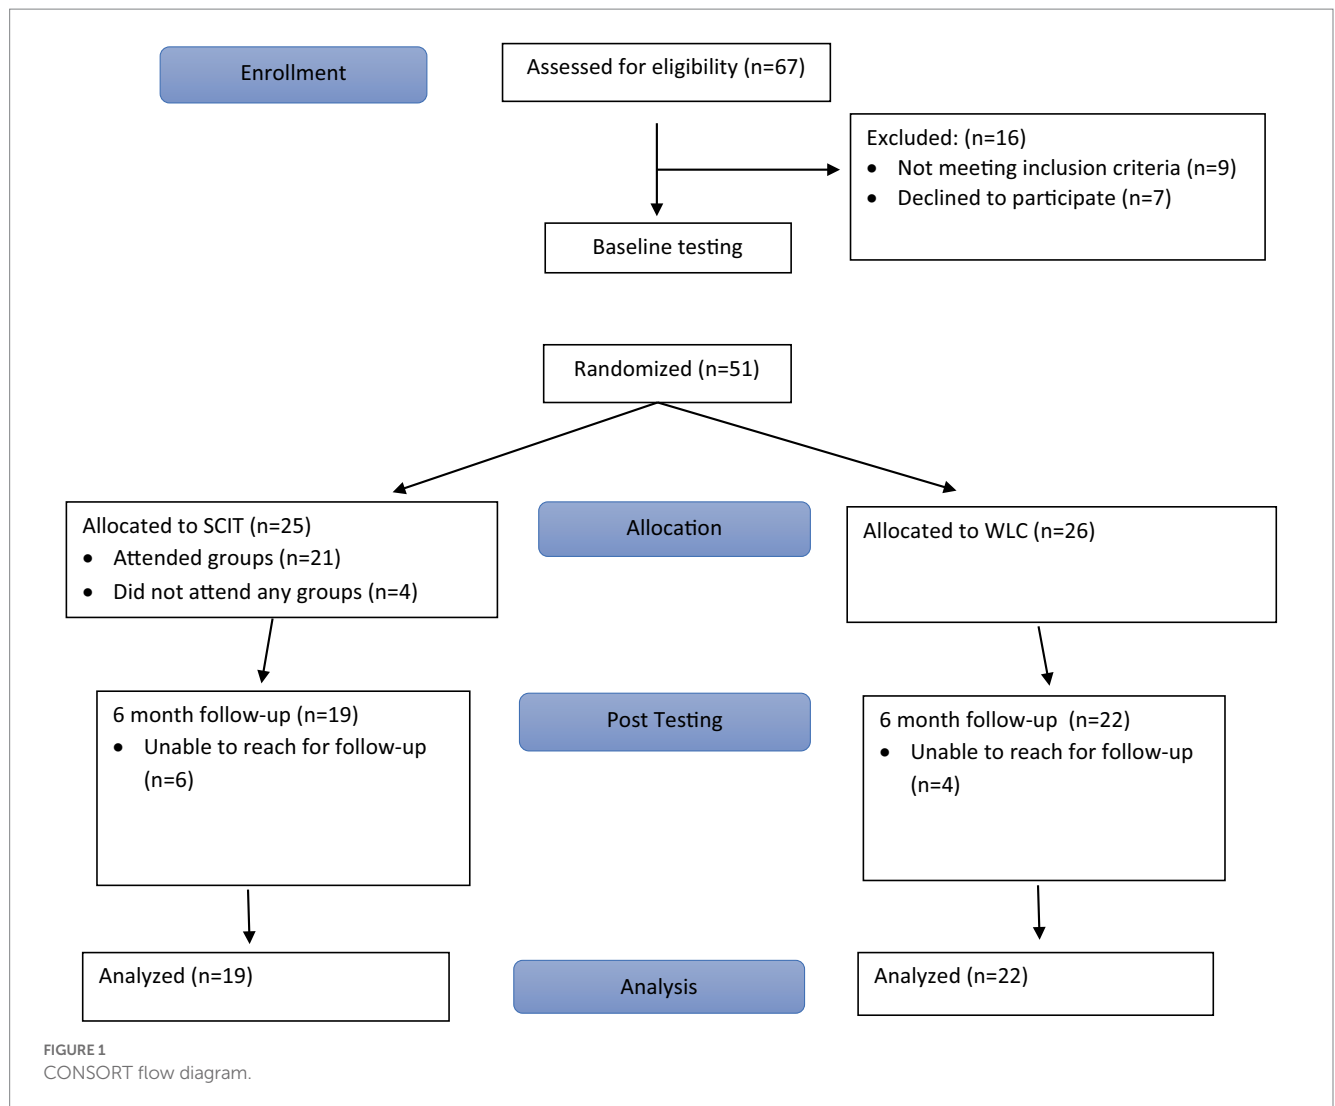 Enrollment
Assessed for eligibility (n=67)
Excluded: (n=16)
• Not meeting inclusion criteria (n=9)
• Declined to participate (n=7)
Baseline testing
Randomized (n=51)
Allocated to SCIT (n=25)
• Attended groups (n=21)
• Did not attend any groups (n=4)
Allocation
Allocated to WLC (n=26)
6 month follow-up (n=19)
• Unable to reach for follow-up
(n=6)
Post Testing
6 month follow-up (n=22)
• Unable to reach for follow-up
(n=4)
Analyzed (n=19)
Analysis
Analyzed (n=22)
FIGURE 1
CONSORT flow diagram.